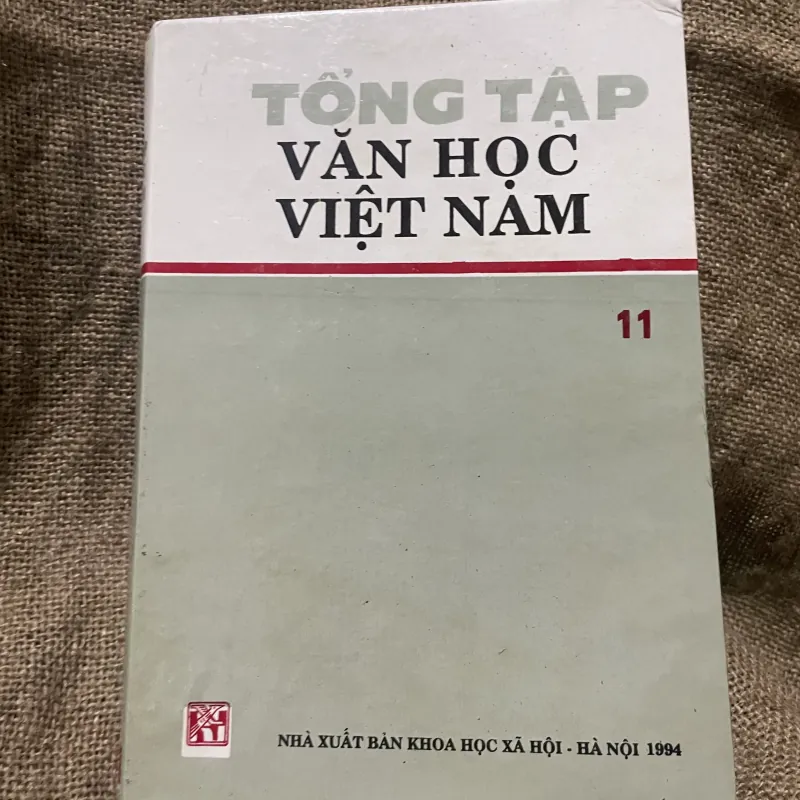 TỔNG TẬP
VĂN HỌC
VIỆT NAM
11
NHÀ XUẤT BẢN KHOA HỌC XÃ HỘI - HÀ NỘI 1994